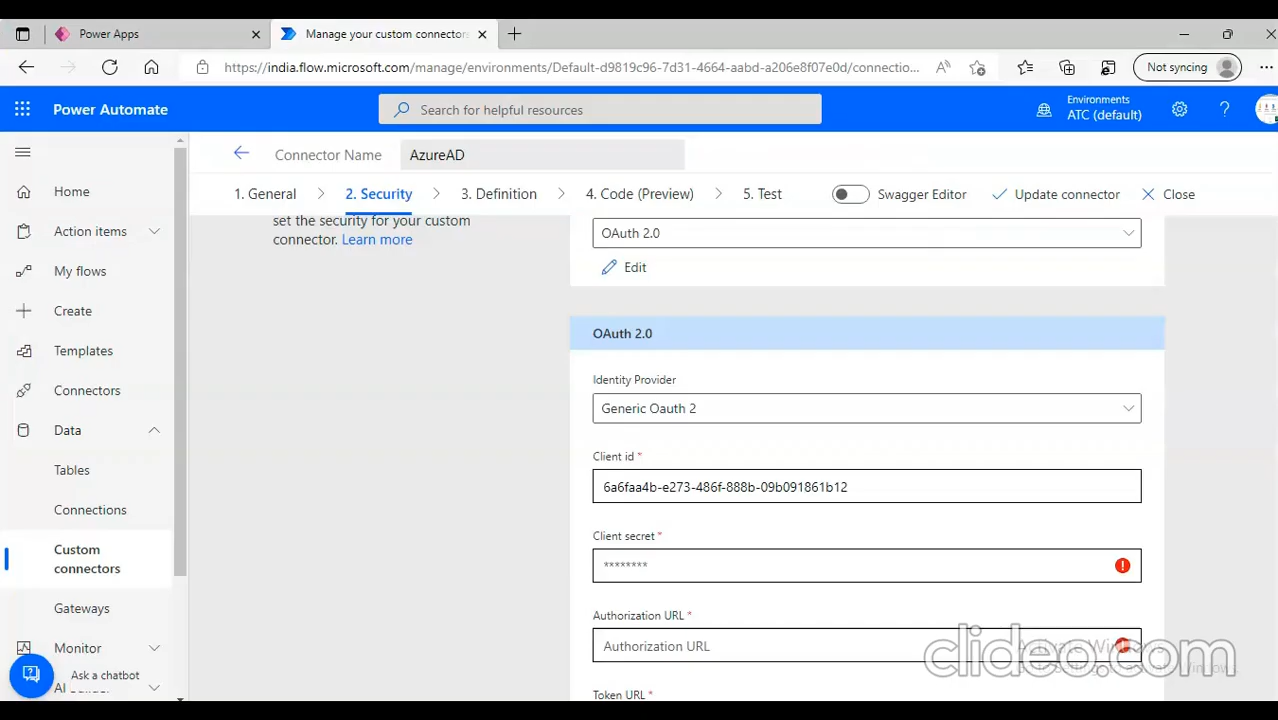 Power Apps
Manage your custom connectors
https://india.flow.microsoft.com/manage/environments/Default-d9819c96-7d31-4664-aabd-a206e8f07e0d/connectio...
Not syncing
Power Automate
Search for helpful resources
Environments
ATC (default)
Connector Name
AzureAD
1. General
2. Security
3. Definition
4. Code (Preview)
5. Test
Swagger Editor
Update connector
Close
Home
Action items
My flows
Create
Templates
Connectors
Data
Tables
Connections
Custom
connectors
Gateways
Monitor
Ask a chatbot
set the security for your custom
connector. Learn more
OAuth 2.0
Edit
OAuth 2.0
Identity Provider
Generic Oauth 2
Client id *
6a6faa4b-e273-486f-888b-09b091861b12
Client secret *
********
Authorization URL *
Authorization URL
Token URL *
clideo.com